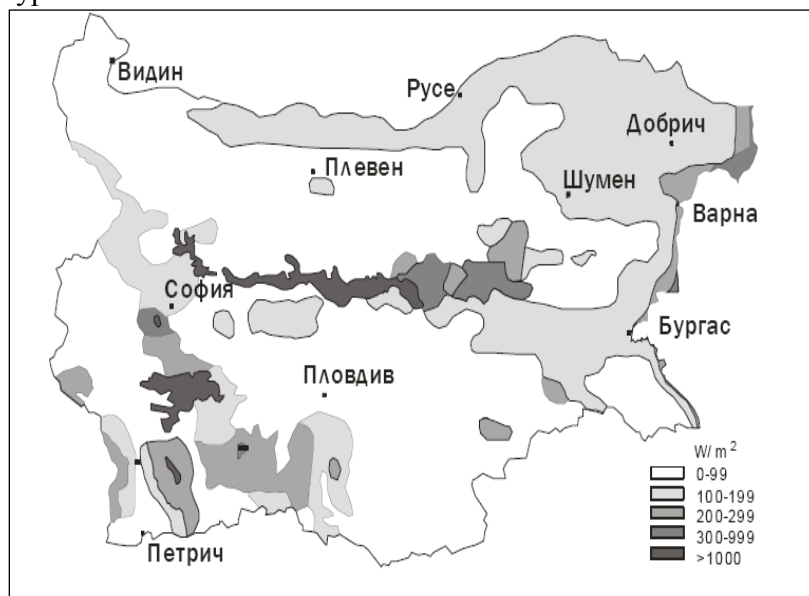 Видин
Русе
Добрич
Плевен
Шумен
Варна
София
Бургас
Пловдив
Петрич
W/m²
0-99
100-199
200-299
300-999
>1000